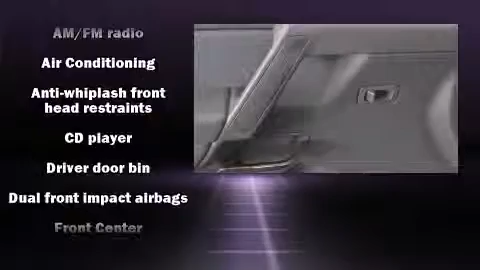 AM/FM radio
Air Conditioning
Anti-whiplash front
head restraints
CD player
Driver door bin
Dual front impact airbags
Front Center